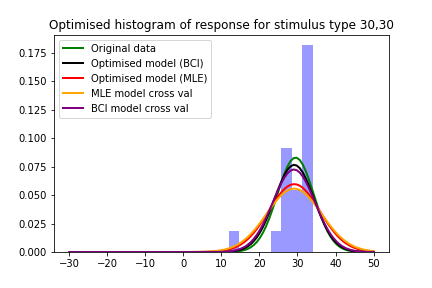 Optimised histogram of response for stimulus type 30,30
Original data
Optimised model (BCI)
Optimised model (MLE)
MLE model cross val
BCI model cross val
0.175
0.150
0.125
0.100
0.075
0.050
0.025
0.000
−30 −20 −10 0 10 20 30 40 50